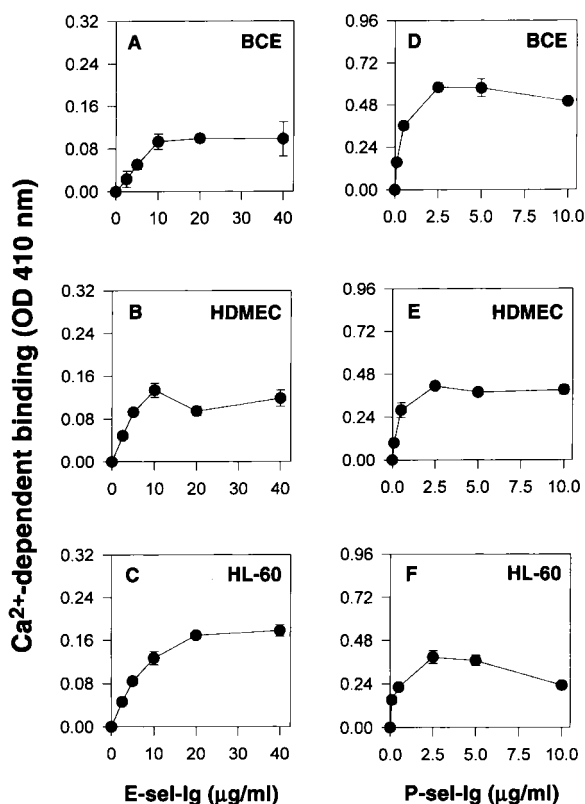 Ca²⁺-dependent binding (OD 410 nm)
A BCE
0.32
0.24
0.16
0.08
0.00
0 10 20 30 40
D BCE
0.96
0.72
0.48
0.24
0.00
0.0 2.5 5.0 7.5 10.0
B HDMEC
0.32
0.24
0.16
0.08
0.00
0 10 20 30 40
E HDMEC
0.96
0.72
0.48
0.24
0.00
0.0 2.5 5.0 7.5 10.0
C HL-60
0.32
0.24
0.16
0.08
0.00
0 10 20 30 40
F HL-60
0.96
0.72
0.48
0.24
0.00
0.0 2.5 5.0 7.5 10.0
E-sel-Ig (μg/ml)
P-sel-Ig (μg/ml)